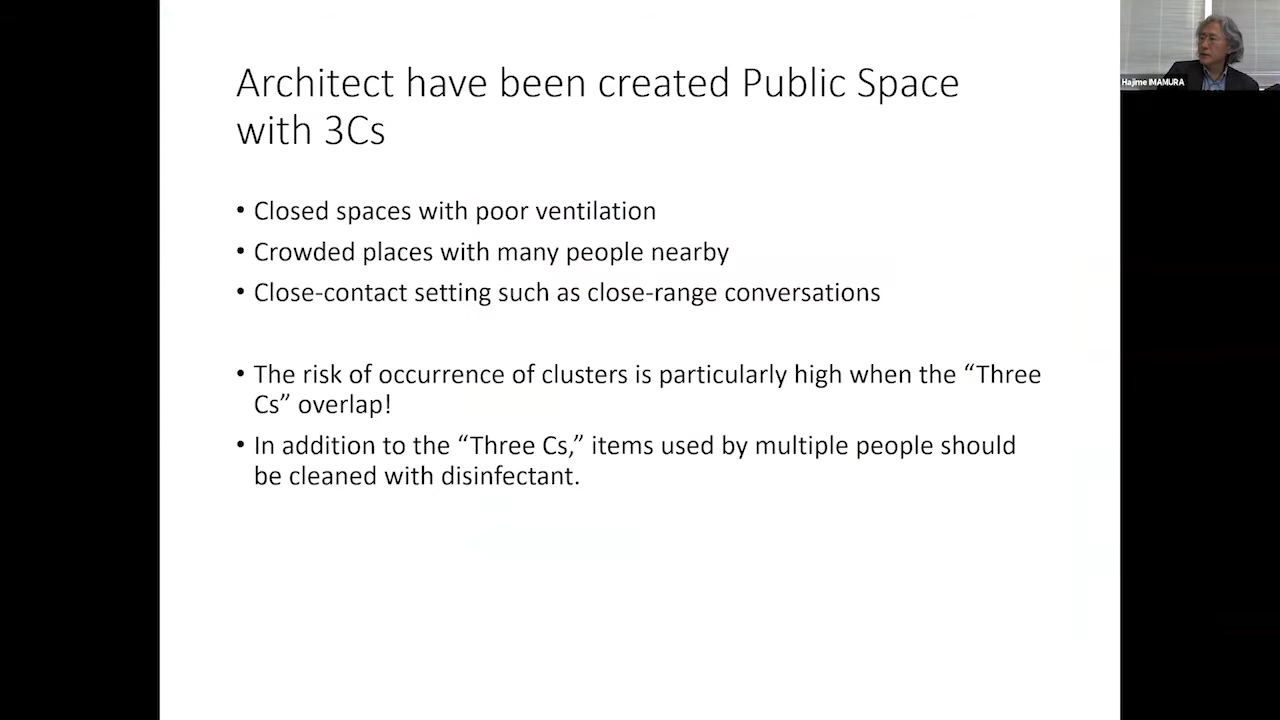 Architect have been created Public Space
with 3Cs
• Closed spaces with poor ventilation
• Crowded places with many people nearby
• Close-contact setting such as close-range conversations
• The risk of occurrence of clusters is particularly high when the “Three
Cs” overlap!
• In addition to the “Three Cs,” items used by multiple people should
be cleaned with disinfectant.
Hajime IMAMURA